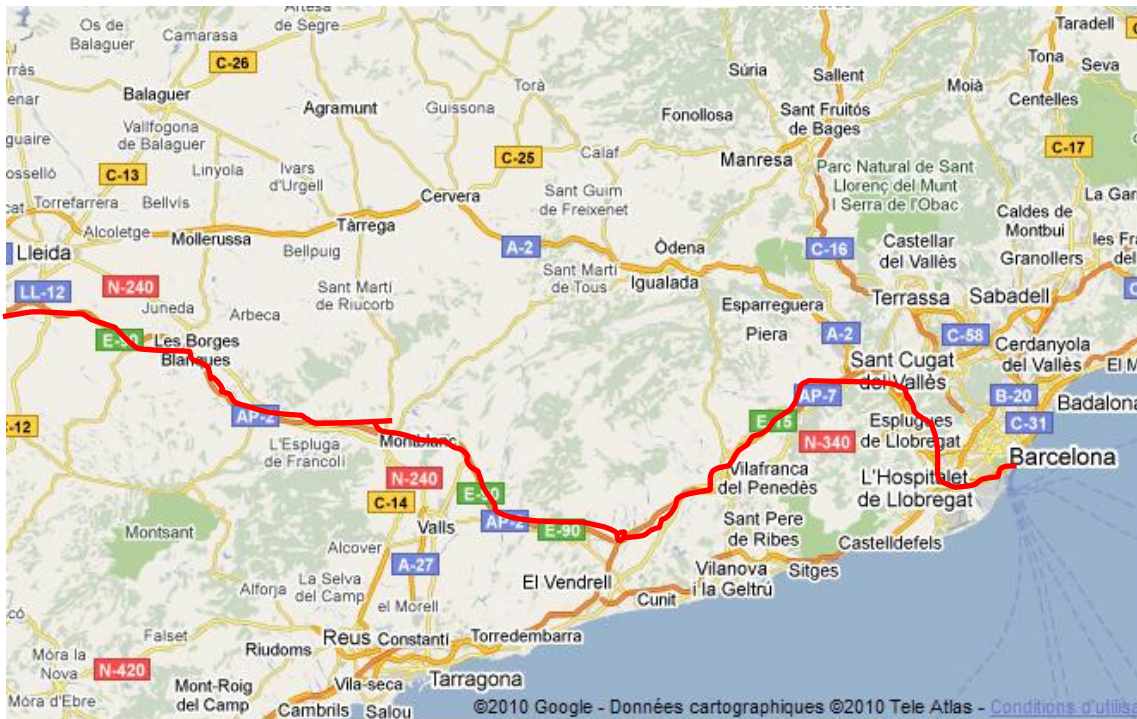 Artesa
de Segre
Os de
Balaguer
Camarasa
Taradell
C-26
Tona
Seva
Súria
Sallent
Moià
Torà
Balaguer
Agramunt
Guissona
Fonollosa
Sant Fruitós
de Bages
Centelles
Vallfogona
de Balaguer
C-17
C-25
Calaf
Manresa
C-13
Linyola
Ivars
d'Urgell
Parc Natural de Sant
Llorenç del Munt
I Serra de l'Obac
Cervera
Sant Guim
de Freixenet
Torrefarrera
Bellvís
Caldes de
Montbui
Alcoletge
Mollerussa
Tàrrega
Lleida
Bellpuig
A-2
Òdena
C-16
Castellar
del Vallès
Granollers
Sant Martí
de Tous
Igualada
LL-12
N-240
Juneda
Arbeca
Sant Martí
de Riucorb
Esparreguera
Terrassa
Sabadell
Piera
A-2
C-58
Les Borges
Blanques
Cerdanyola
del Vallès
Sant Cugat
del Vallès
AP-7
B-20
Badalona
AP-2
E-15
C-31
N-340
Esplugues
de Llobregat
Montblanc
L'Espluga
de Francolí
Barcelona
N-240
Vilafranca
del Penedès
L'Hospitalet
de Llobregat
C-14
AP-2
E-90
Valls
Montsant
Sant Pere
de Ribes
Castelldefels
Alcover
A-27
Vilanova
i la Geltrú
Sitges
La Selva
del Camp
El Vendrell
Alforja
el Morell
Cunit
Falset
Reus
Constantí
Torredembarra
Riudoms
Móra la
Nova
N-420
Mont-Roig
del Camp
Vila-seca
Tarragona
Móra d'Ebre
Cambrils
Salou
©2010 Google - Données cartographiques ©2010 Tele Atlas - Conditions d'utilisa